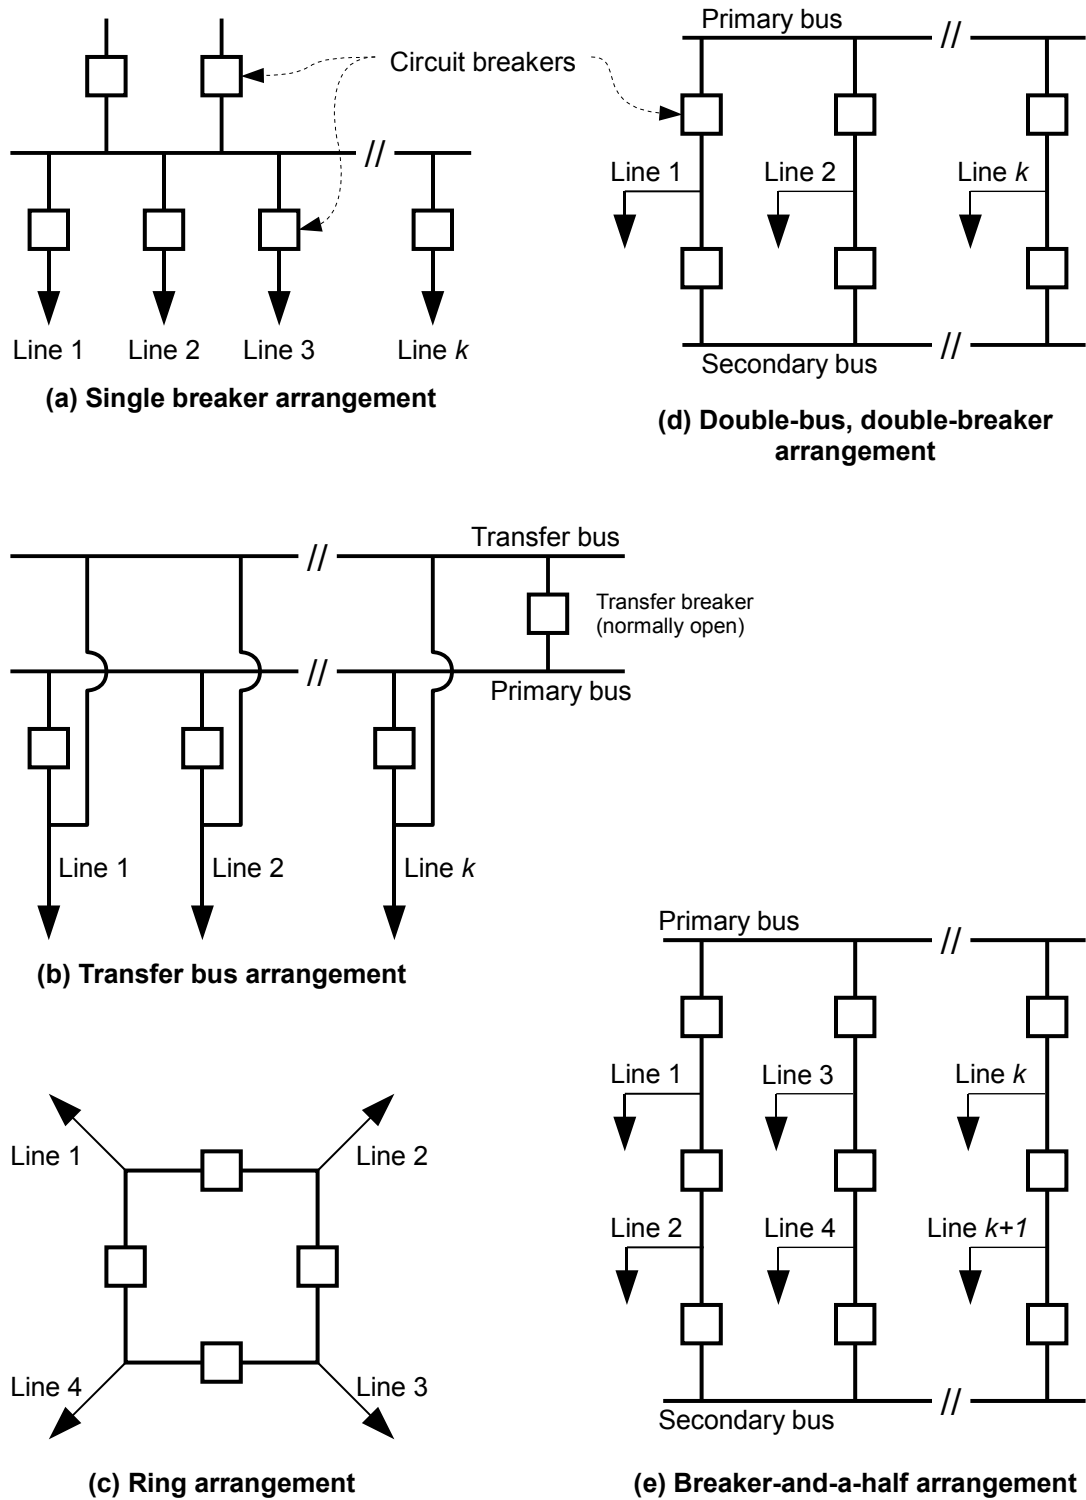 Circuit breakers
Line 1
Line 2
Line 3
Line k
(a) Single breaker arrangement
Primary bus
//
//
Line 1
Line 2
Line k
//
Secondary bus
(d) Double-bus, double-breaker
arrangement
Transfer bus
//
Transfer breaker
(normally open)
//
Primary bus
Line 1
Line 2
Line k
(b) Transfer bus arrangement
Line 1
Line 2
Line 4
Line 3
(c) Ring arrangement
Primary bus
//
Line 1
Line 3
Line k
Line 2
Line 4
Line k+1
//
Secondary bus
(e) Breaker-and-a-half arrangement